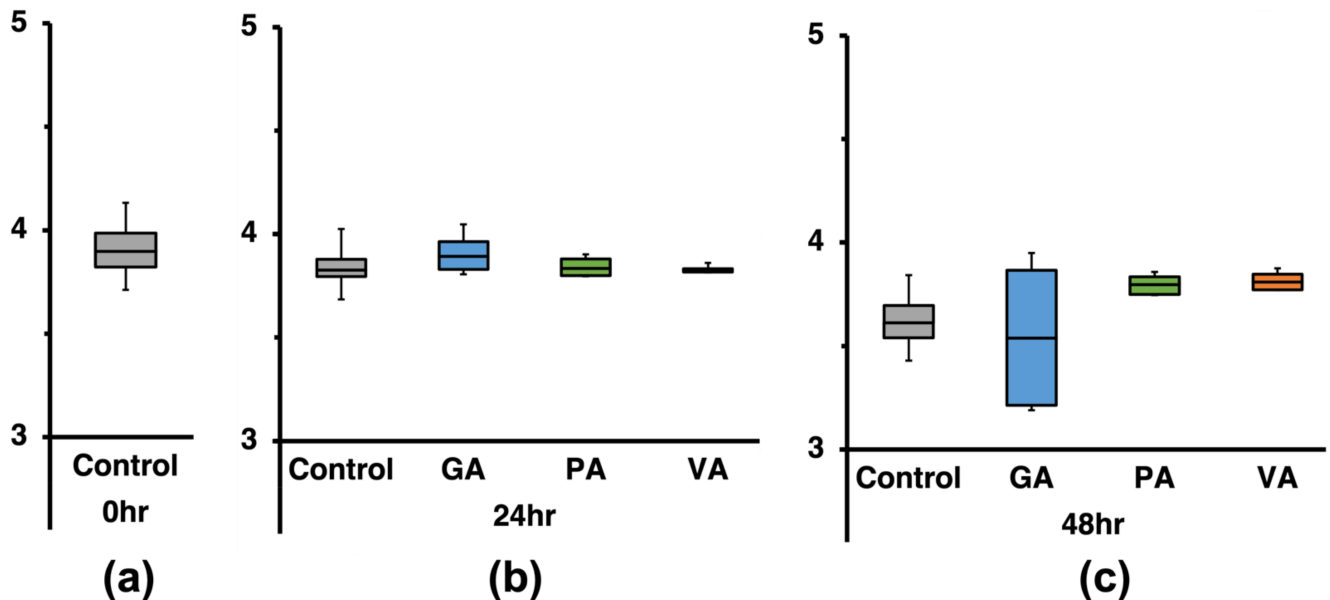 5
4
3
Control
0hr
(a)
5
4
3
Control GA PA VA
24hr
(b)
5
4
3
Control GA PA VA
48hr
(c)